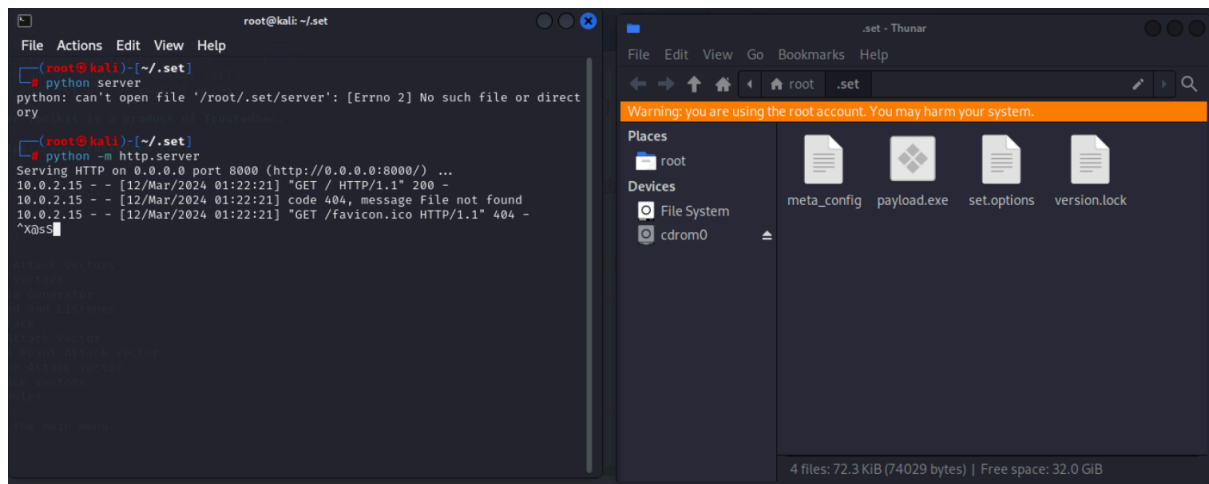 root@kali: ~/.set
File Actions Edit View Help
┌──(root㉿kali)-[~/.set]
└─# python server
python: can't open file '/root/.set/server': [Errno 2] No such file or direct
ory
┌──(root㉿kali)-[~/.set]
└─# python -m http.server
Serving HTTP on 0.0.0.0 port 8000 (http://0.0.0.0:8000/) ...
10.0.2.15 - - [12/Mar/2024 01:22:21] "GET / HTTP/1.1" 200 -
10.0.2.15 - - [12/Mar/2024 01:22:21] code 404, message File not found
10.0.2.15 - - [12/Mar/2024 01:22:21] "GET /favicon.ico HTTP/1.1" 404 -
^X@sS
.set - Thunar
File Edit View Go Bookmarks Help
root .set
Warning: you are using the root account. You may harm your system.
Places
root
Devices
File System
cdrom0
meta_config payload.exe set.options version.lock
4 files: 72.3 KiB (74029 bytes) | Free space: 32.0 GiB